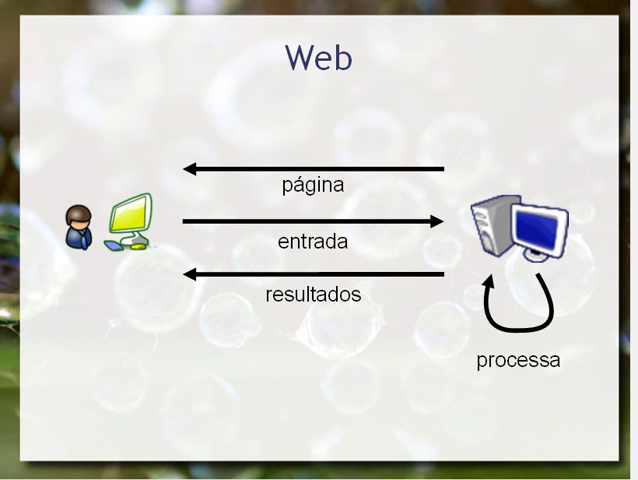 Web
página
entrada
resultados
processa